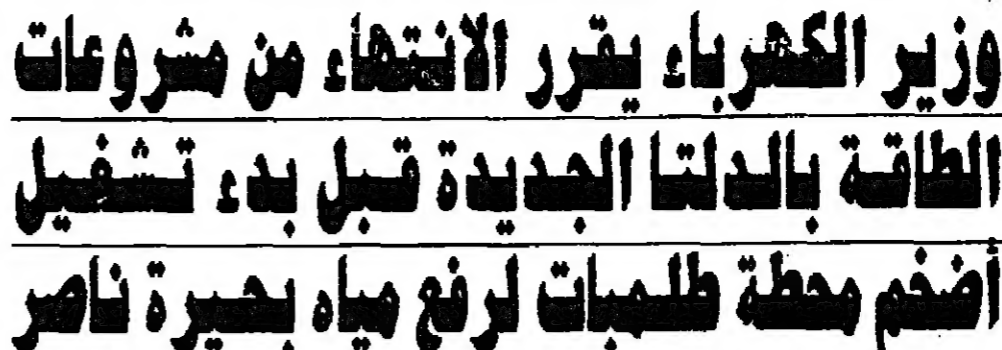 وزير الكهرباء يقرر الانتهاء من مشروعات
الطاقة بالدلتا الجديدة قبل بدء تشغيل
أضخم محطة طلمبات لرفع مياه بحيرة ناصر